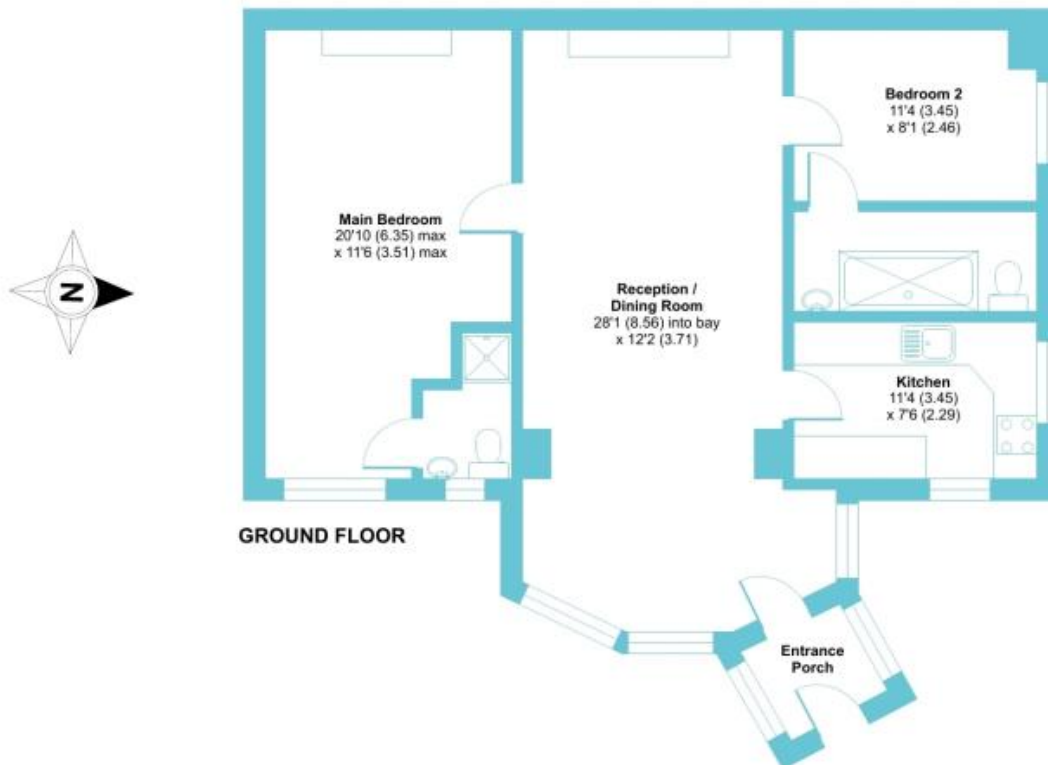 Bedroom 2
11'4 (3.45)
x 8'1 (2.46)
Main Bedroom
20'10 (6.35) max
x 11'6 (3.51) max
N
Reception /
Dining Room
28'1 (8.56) into bay
x 12'2 (3.71)
Kitchen
11'4 (3.45)
x 7'6 (2.29)
GROUND FLOOR
Entrance
Porch